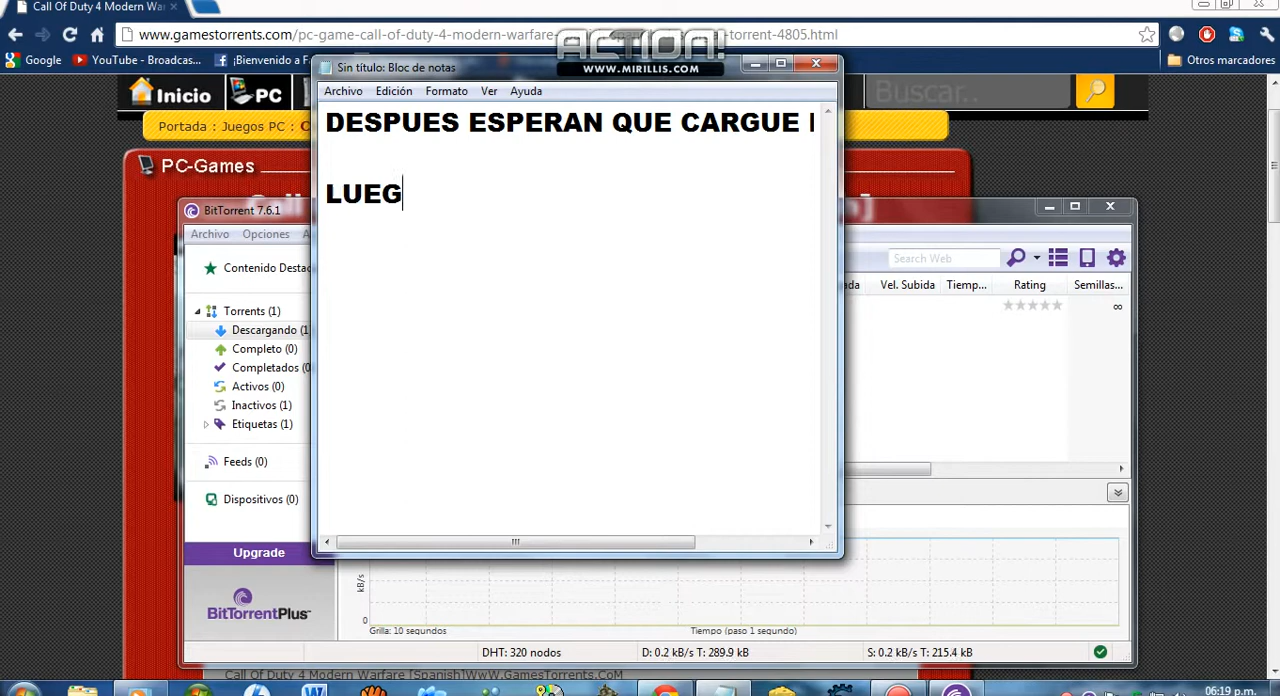 Call Of Duty 4 Modern War
www.gamestorrents.com/pc-game-call-of-duty-4-modern-warfare- torrent-4805.html
Google YouTube - Broadcas... ¡Bienvenido a F Otros marcadores
ACTION!
WWW.MIRILLIS.COM
Inicio PC Buscar..
Portada : Juegos PC : C
PC-Games
Sin título: Bloc de notas
Archivo Edición Formato Ver Ayuda
DESPUES ESPERAN QUE CARGUE
LUEG
BitTorrent 7.6.1
Archivo Opciones A
Search Web
Contenido Destac
ada Vel. Subida Tiemp... Rating Semillas...
∞
Torrents (1)
Descargando (1
Completo (0)
Completados (0
Activos (0)
Inactivos (1)
Etiquetas (1)
Feeds (0)
Dispositivos (0)
Upgrade
BitTorrentPlus
kB/s
0
Grilla: 10 segundos Tiempo (paso 1 segundo)
DHT: 320 nodos D: 0.2 kB/s T: 289.9 kB S: 0.2 kB/s T: 215.4 kB
Call Of Duty 4 Modern Warfare [Spanish]WwW.GamesTorrents.CoM
06:19 p.m.